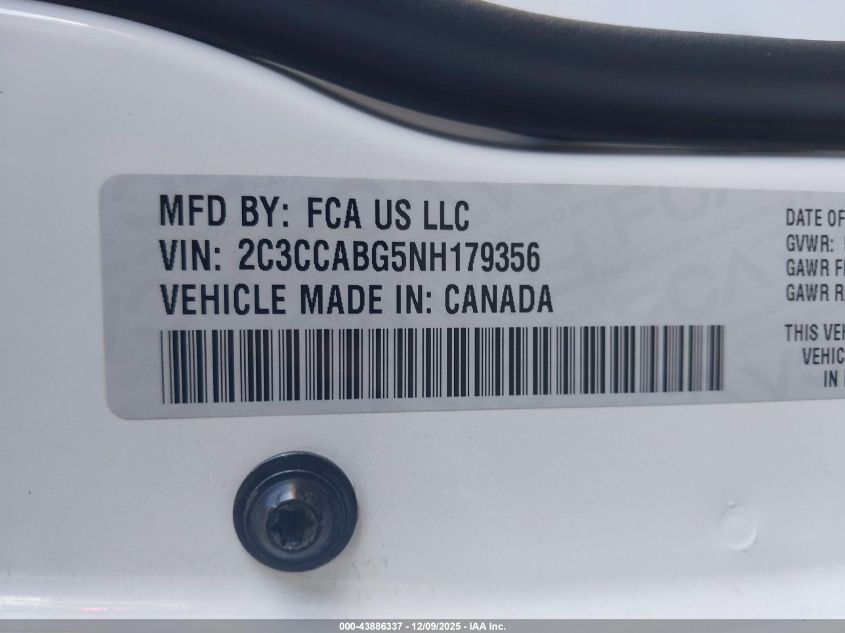 MFD BY: FCA US LLC
VIN: 2C3CCABG5NH179356
VEHICLE MADE IN: CANADA
DATE OF
GVWR:
GAWR F
GAWR R
THIS VEH
VEHIC
IN
000-43886337 - 12/09/2025 - IAA Inc.